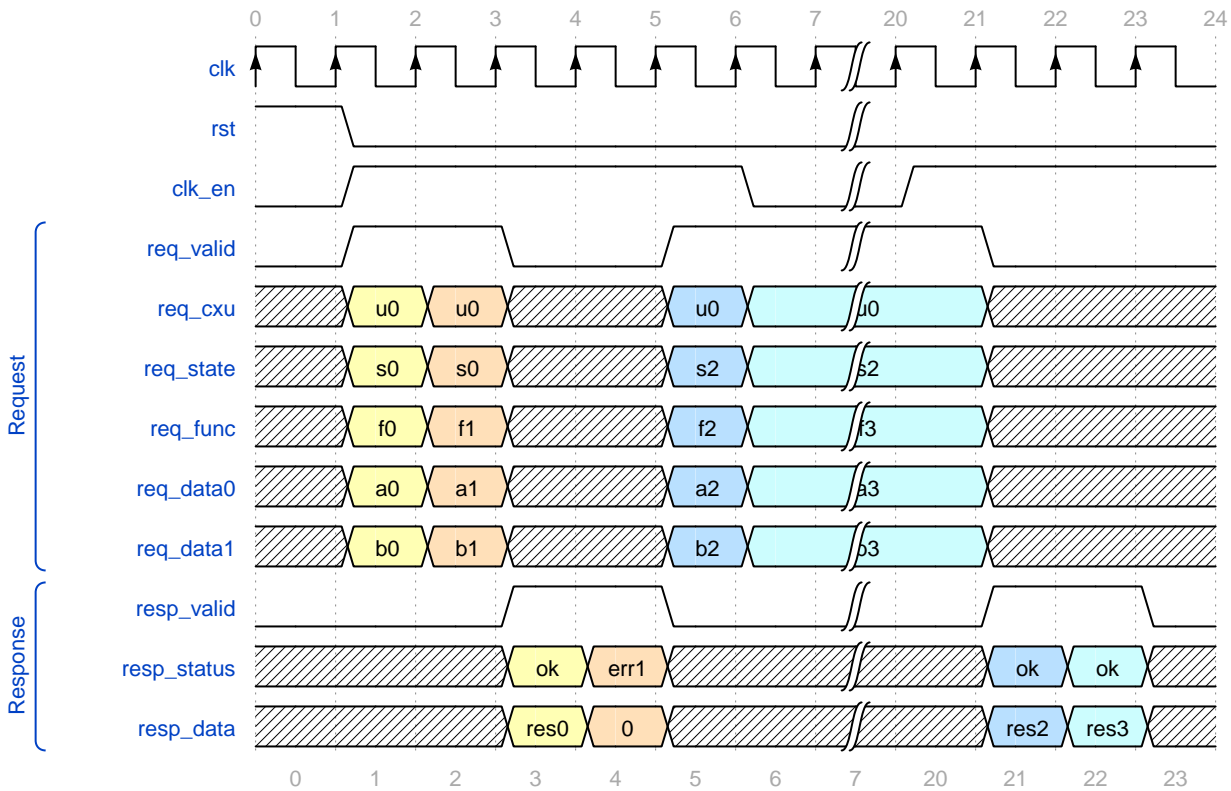 0 1 2 3 4 5 6 7 20 21 22 23 24
clk
rst
clk_en
req_valid
req_cxu u0 u0 u0 u0
req_state s0 s0 s2 s2
req_func f0 f1 f2 f3
req_data0 a0 a1 a2 a3
req_data1 b0 b1 b2 b3
Request
resp_valid
resp_status ok err1 ok ok
resp_data res0 0 res2 res3
Response
0 1 2 3 4 5 6 7 20 21 22 23